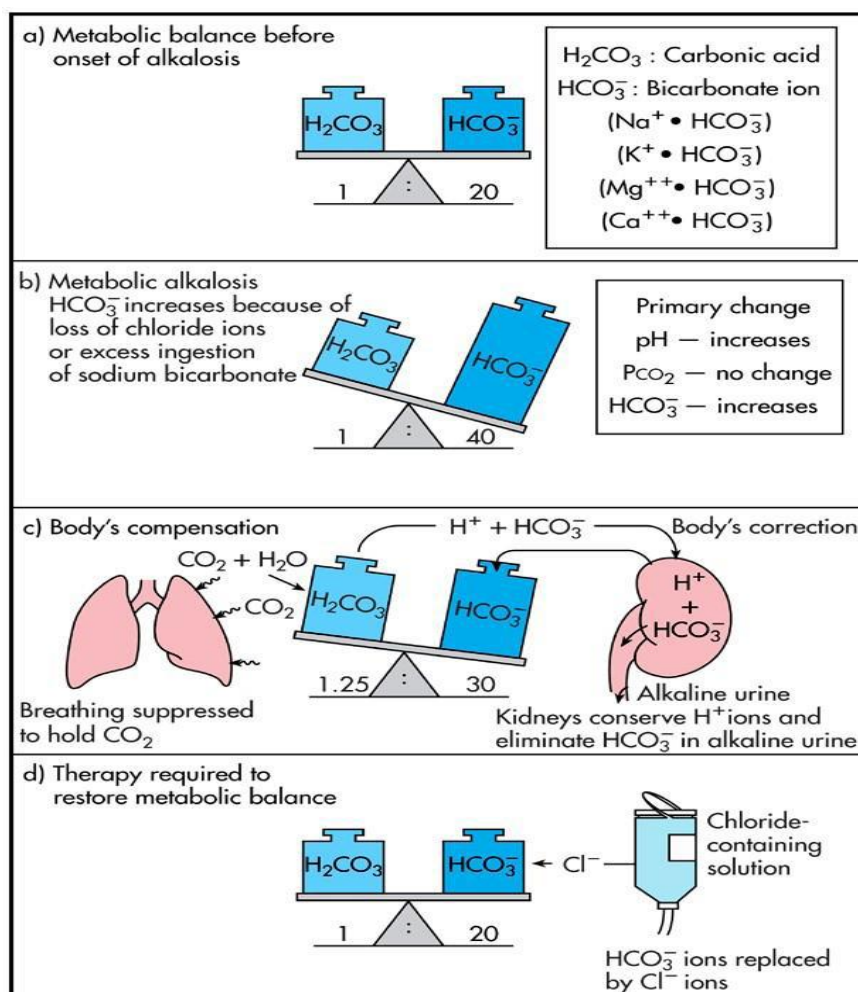 a) Metabolic balance before
onset of alkalosis
H₂CO₃
HCO₃⁻
1 : 20
H₂CO₃ : Carbonic acid
HCO₃⁻ : Bicarbonate ion
(Na⁺ • HCO₃⁻)
(K⁺ • HCO₃⁻)
(Mg⁺⁺ • HCO₃⁻)
(Ca⁺⁺ • HCO₃⁻)
b) Metabolic alkalosis
HCO₃⁻ increases because of
loss of chloride ions
or excess ingestion
of sodium bicarbonate
H₂CO₃
HCO₃⁻
1 : 40
Primary change
pH — increases
PCO₂ — no change
HCO₃⁻ — increases
c) Body's compensation
CO₂ + H₂O
CO₂
Breathing suppressed
to hold CO₂
H₂CO₃
HCO₃⁻
1.25 : 30
H⁺ + HCO₃⁻
Body's correction
H⁺
+
HCO₃⁻
Alkaline urine
Kidneys conserve H⁺ ions and
eliminate HCO₃⁻ in alkaline urine
d) Therapy required to
restore metabolic balance
H₂CO₃
HCO₃⁻
1 : 20
Cl⁻
Chloride-
containing
solution
HCO₃⁻ ions replaced
by Cl⁻ ions